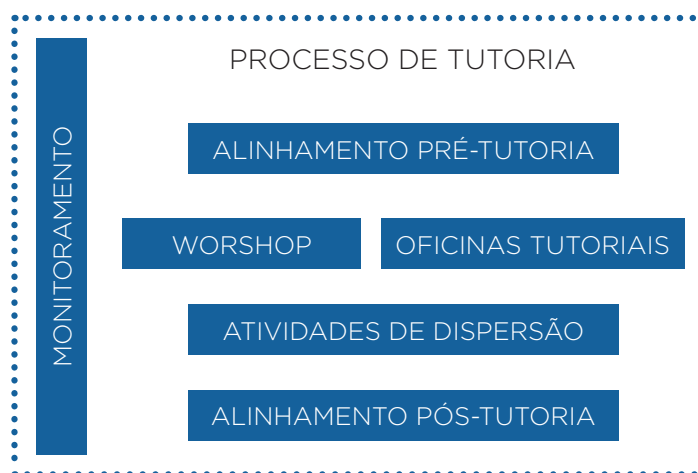 PROCESSO DE TUTORIA
MONITORAMENTO
ALINHAMENTO PRÉ-TUTORIA
WORSHOP
OFICINAS TUTORIAIS
ATIVIDADES DE DISPERSÃO
ALINHAMENTO PÓS-TUTORIA